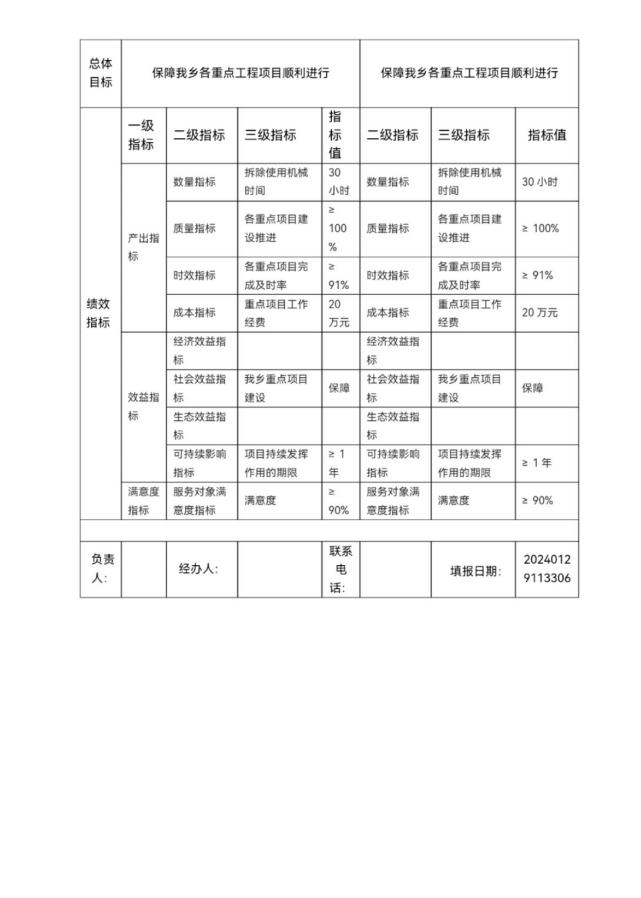 总体
目标
保障我乡各重点工程项目顺利进行
保障我乡各重点工程项目顺利进行
绩效
指标
一级
指标
二级指标
三级指标
指
标
值
二级指标
三级指标
指标值
产出指
标
数量指标
拆除使用机械
时间
30
小时
数量指标
拆除使用机械
时间
30 小时
质量指标
各重点项目建
设推进
≥
100
%
质量指标
各重点项目建
设推进
≥ 100%
时效指标
各重点项目完
成及时率
≥
91%
时效指标
各重点项目完
成及时率
≥ 91%
成本指标
重点项目工作
经费
20
万元
成本指标
重点项目工作
经费
20 万元
效益指
标
经济效益指
标
经济效益指
标
社会效益指
标
我乡重点项目
建设
保障
社会效益指
标
我乡重点项目
建设
保障
生态效益指
标
生态效益指
标
可持续影响
指标
项目持续发挥
作用的期限
≥ 1
年
可持续影响
指标
项目持续发挥
作用的期限
≥ 1 年
满意度
指标
服务对象满
意度指标
满意度
≥
90%
服务对象满
意度指标
满意度
≥ 90%
负责
人：
经办人：
联系
电
话：
填报日期：
2024012
9113306